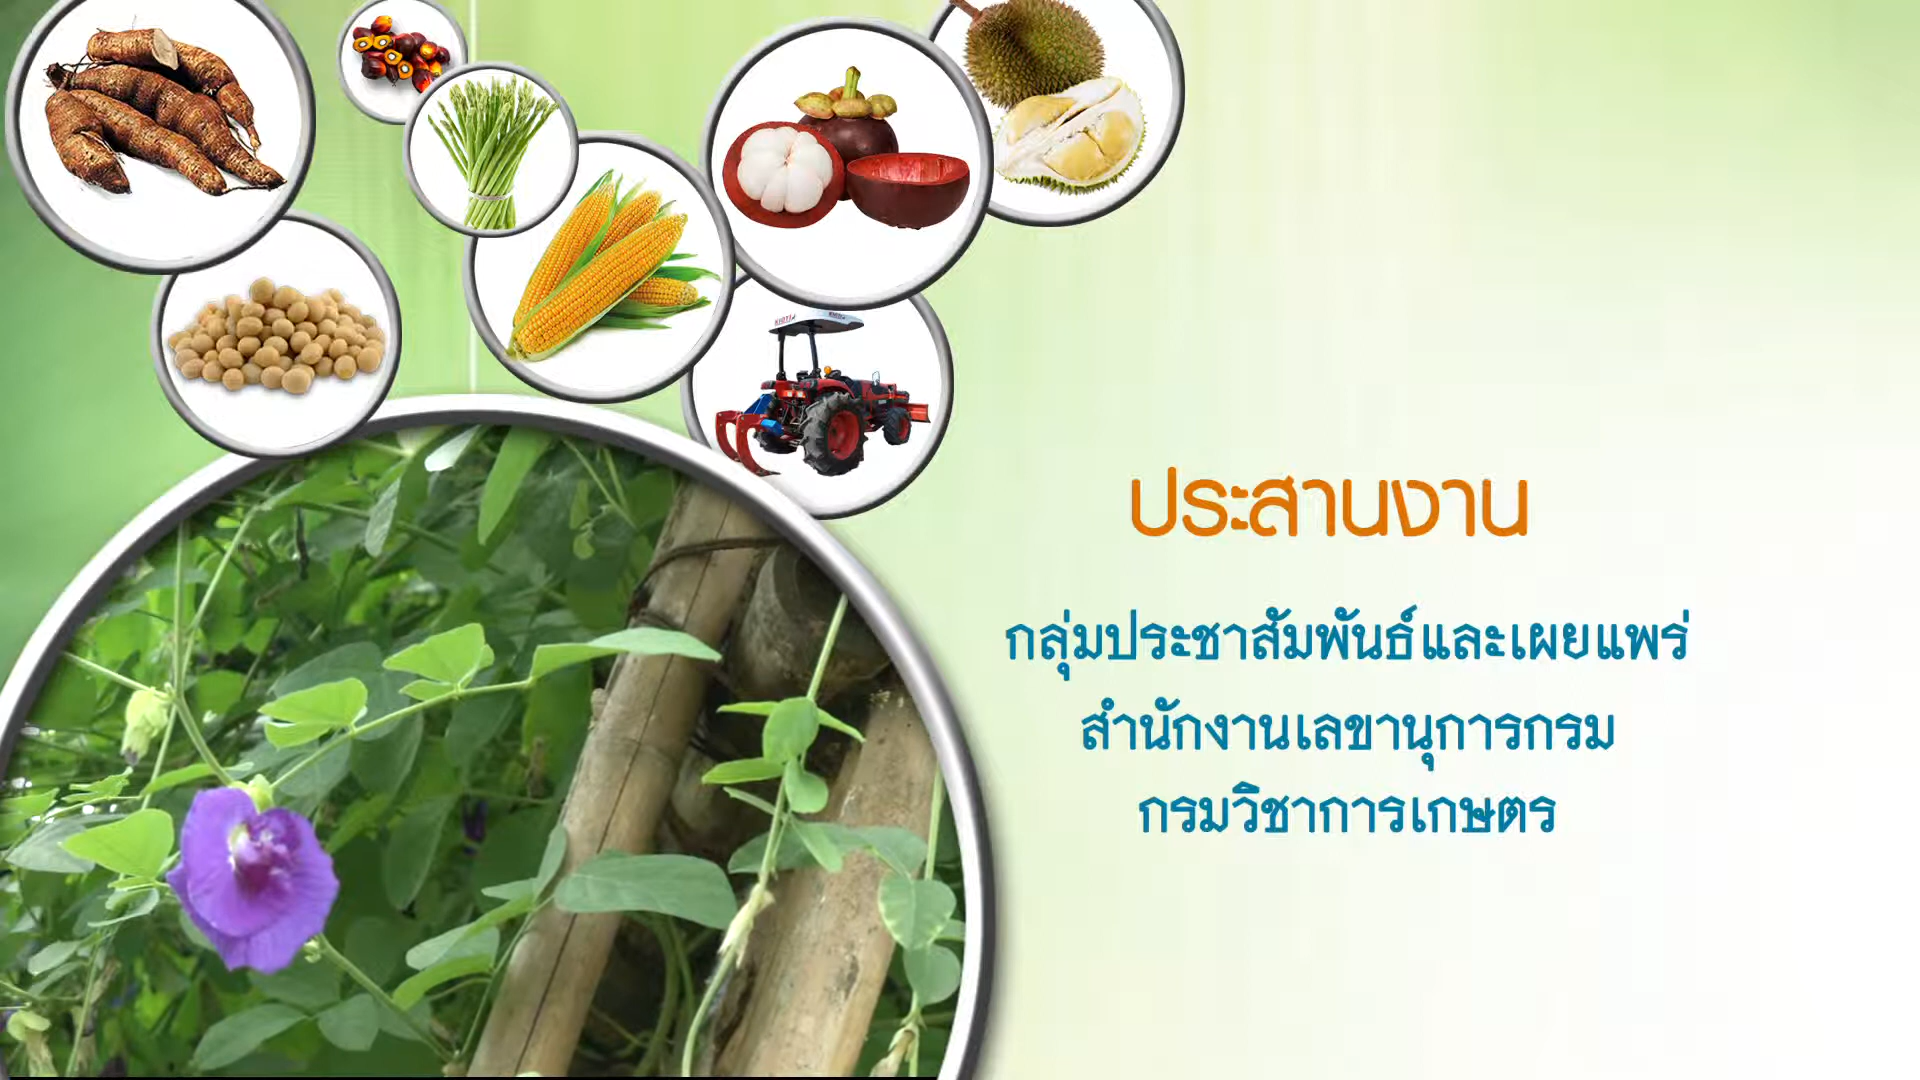 ประสานงาน
กลุ่มประชาสัมพันธ์และเผยแพร่
สำนักงานเลขานุการกรม
กรมวิชาการเกษตร